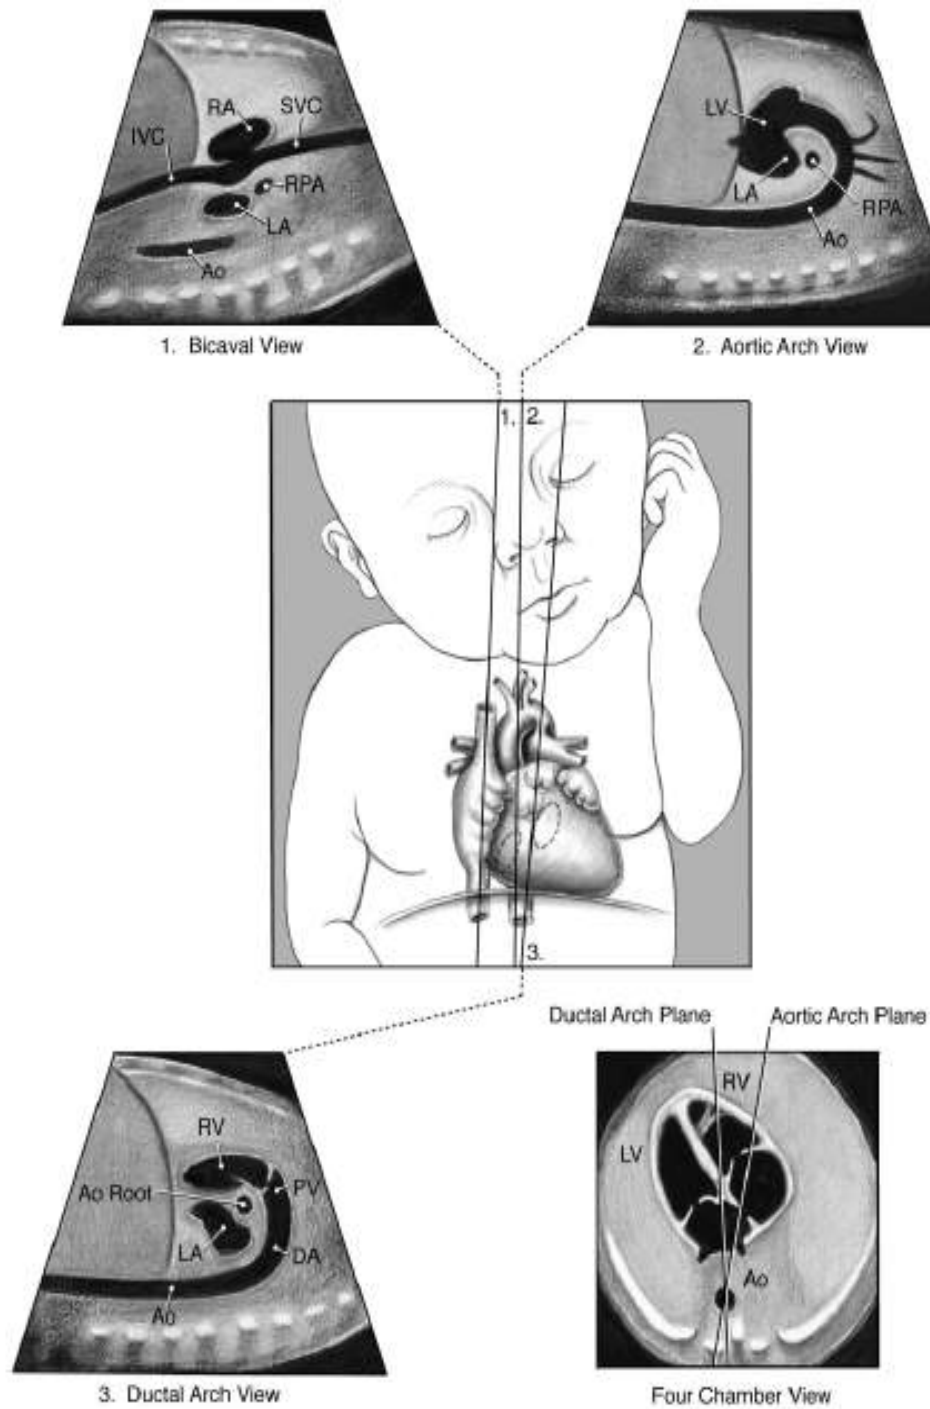 RA
SVC
IVC
RPA
LA
Ao
1. Bicaval View
LV
LA
RPA
Ao
2. Aortic Arch View
1.
2.
3.
Ductal Arch Plane
Aortic Arch Plane
RV
PV
Ao Root
LA
DA
Ao
3. Ductal Arch View
RV
LV
Ao
Four Chamber View